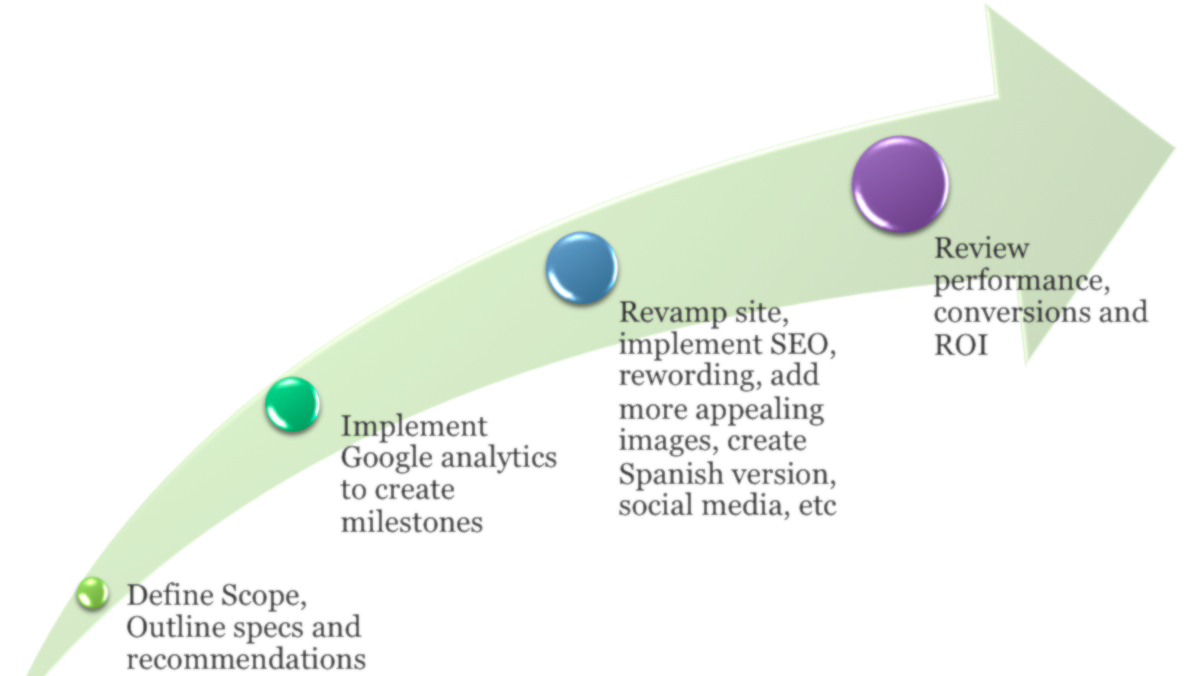 Define Scope,
Outline specs and
recommendations
Implement
Google analytics
to create
milestones
Revamp site,
implement SEO,
rewording, add
more appealing
images, create
Spanish version,
social media, etc
Review
performance,
conversions and
ROI